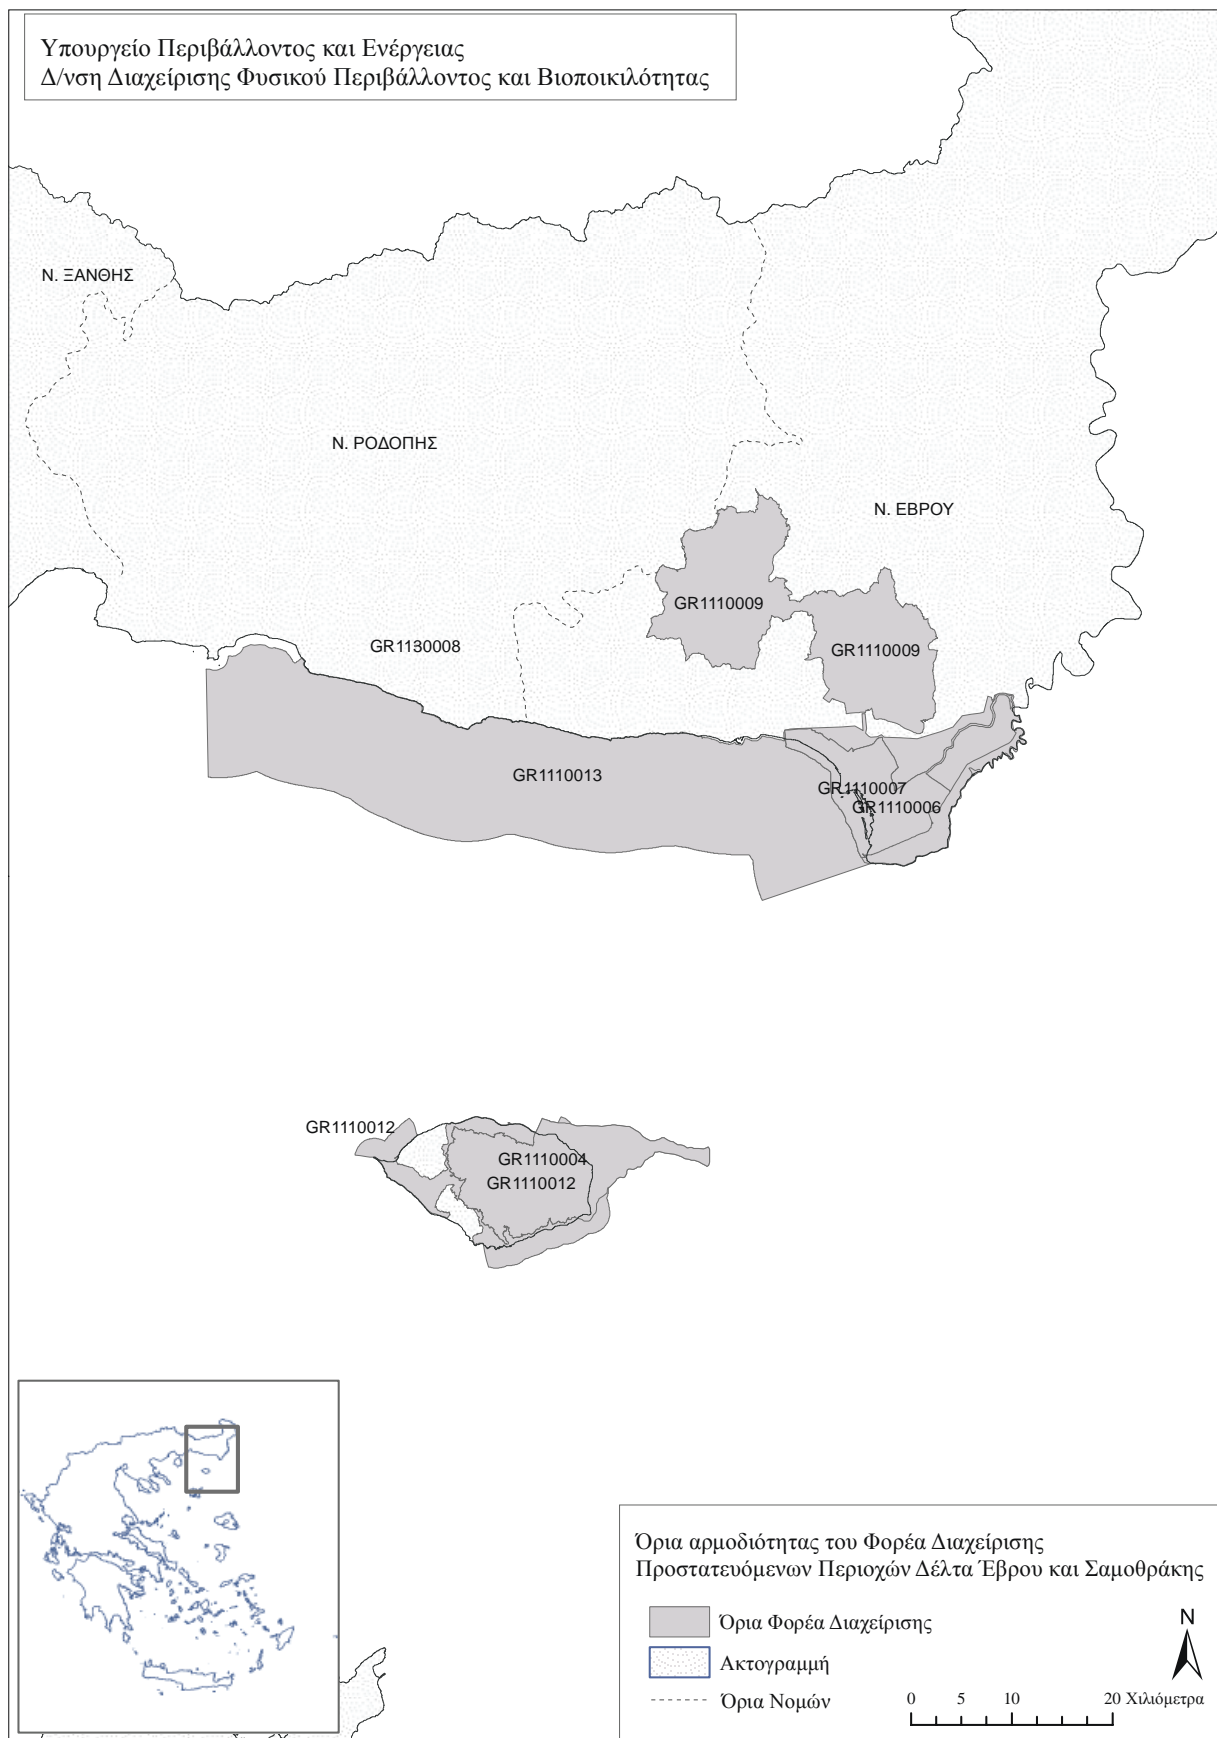 Υπουργείο Περιβάλλοντος και Ενέργειας
Δ/νση Διαχείρισης Φυσικού Περιβάλλοντος και Βιοποικιλότητας
Ν. ΞΑΝΘΗΣ
Ν. ΡΟΔΟΠΗΣ
Ν. ΕΒΡΟΥ
GR1110009
GR1130008
GR1110009
GR1110013
GR1110007
GR1110006
GR1110012
GR1110004
GR1110012
Όρια αρμοδιότητας του Φορέα Διαχείρισης
Προστατευόμενων Περιοχών Δέλτα Έβρου και Σαμοθράκης
Όρια Φορέα Διαχείρισης
Ακτογραμμή
Όρια Νομών
N
0 5 10 20 Χιλιόμετρα